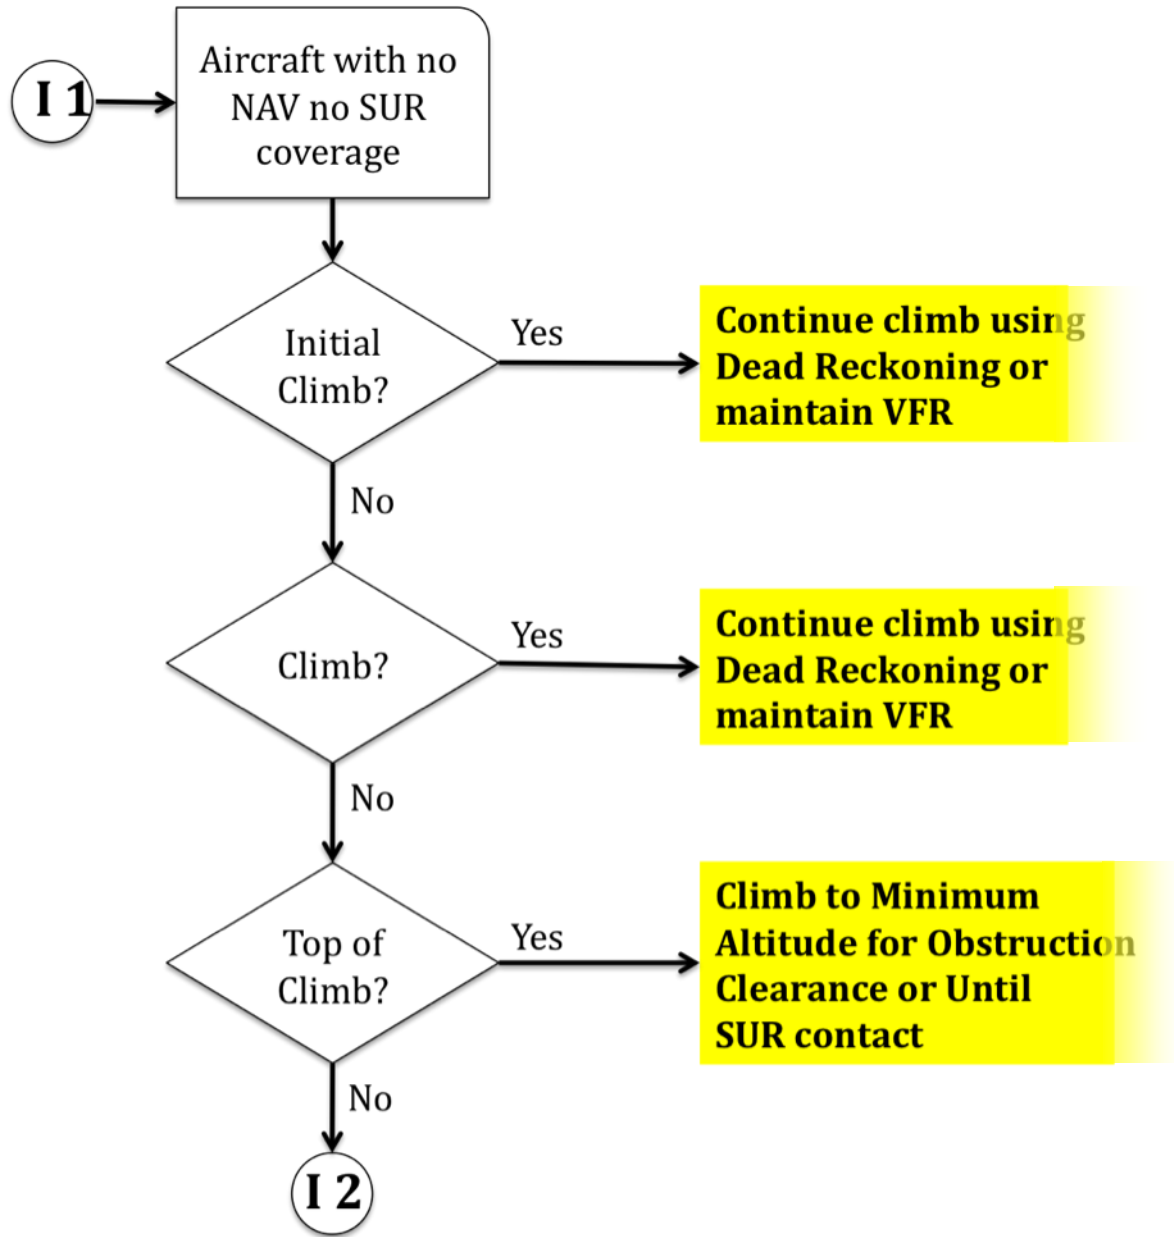 I 1
Aircraft with no
NAV no SUR
coverage
Initial
Climb?
Yes
Continue climb using
Dead Reckoning or
maintain VFR
No
Climb?
Yes
Continue climb using
Dead Reckoning or
maintain VFR
No
Top of
Climb?
Yes
Climb to Minimum
Altitude for Obstruction
Clearance or Until
SUR contact
No
I 2